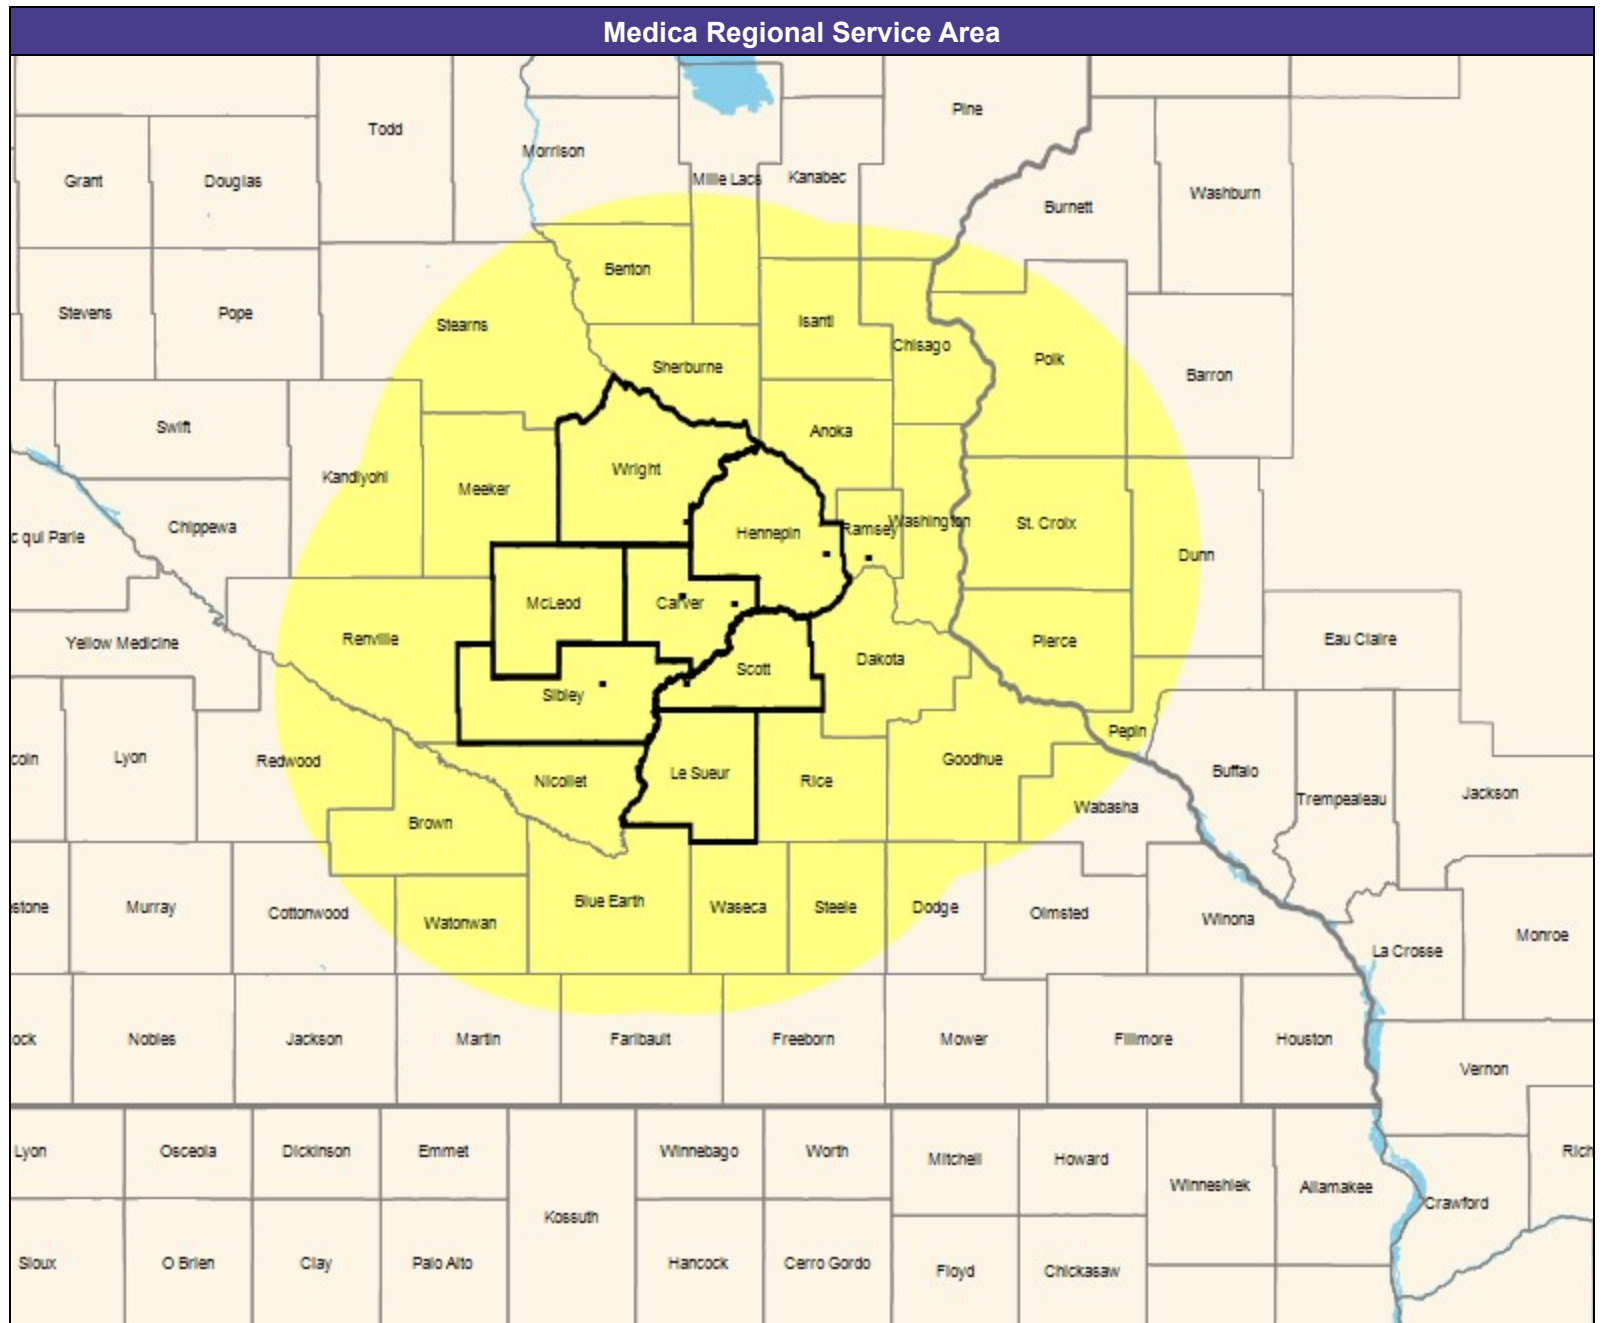 Medica Regional Service Area
Pine
Todd
Morrison
Mille Lacs
Kanabec
Grant
Douglas
Washburn
Burnett
Benton
Stevens
Pope
Stearns
Isanti
Chisago
Polk
Sherburne
Barron
Swift
Anoka
Wright
Kandiyohi
Meeker
Chippewa
Hennepin
Ramsey
Washington
St. Croix
c qui Parle
Dunn
McLeod
Carver
Yellow Medicine
Renville
Pierce
Eau Claire
Dakota
Scott
Sibley
Pepin
coln
Lyon
Redwood
Nicollet
Le Sueur
Rice
Goodhue
Buffalo
Trempealeau
Jackson
Wabasha
Brown
stone
Murray
Cottonwood
Watonwan
Blue Earth
Waseca
Steele
Dodge
Olmsted
Winona
Monroe
La Crosse
ock
Nobles
Jackson
Martin
Faribault
Freeborn
Mower
Fillmore
Houston
Vernon
Lyon
Osceola
Dickinson
Emmet
Winnebago
Worth
Mitchell
Howard
Rich
Winneshiek
Allamakee
Crawford
Kossuth
Sioux
O Brien
Clay
Palo Alto
Hancock
Cerro Gordo
Floyd
Chickasaw